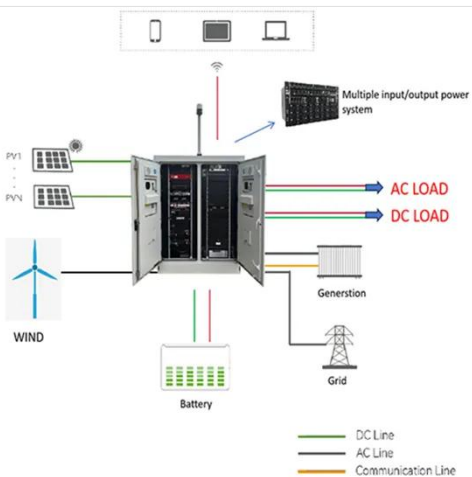 Multiple input/output power
system
PV1
PVN
AC LOAD
DC LOAD
WIND
Generstion
Grid
Battery
DC Line
AC Line
Communication Line